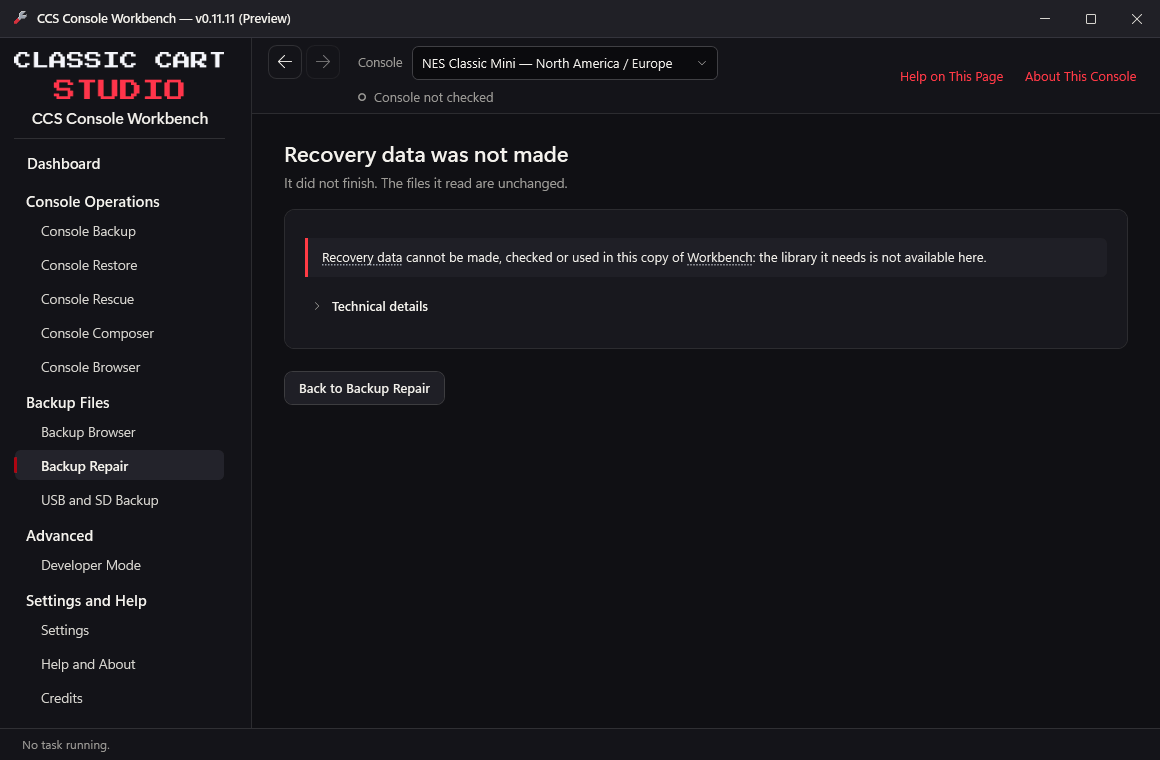 CCS Console Workbench — v0.11.11 (Preview)
CLASSIC CART
STUDIO
CCS Console Workbench
Dashboard
Console Operations
Console Backup
Console Restore
Console Rescue
Console Composer
Console Browser
Backup Files
Backup Browser
Backup Repair
USB and SD Backup
Advanced
Developer Mode
Settings and Help
Settings
Help and About
Credits
Console
NES Classic Mini — North America / Europe
Console not checked
Help on This Page
About This Console
Recovery data was not made
It did not finish. The files it read are unchanged.
Recovery data cannot be made, checked or used in this copy of Workbench: the library it needs is not available here.
Technical details
Back to Backup Repair
No task running.